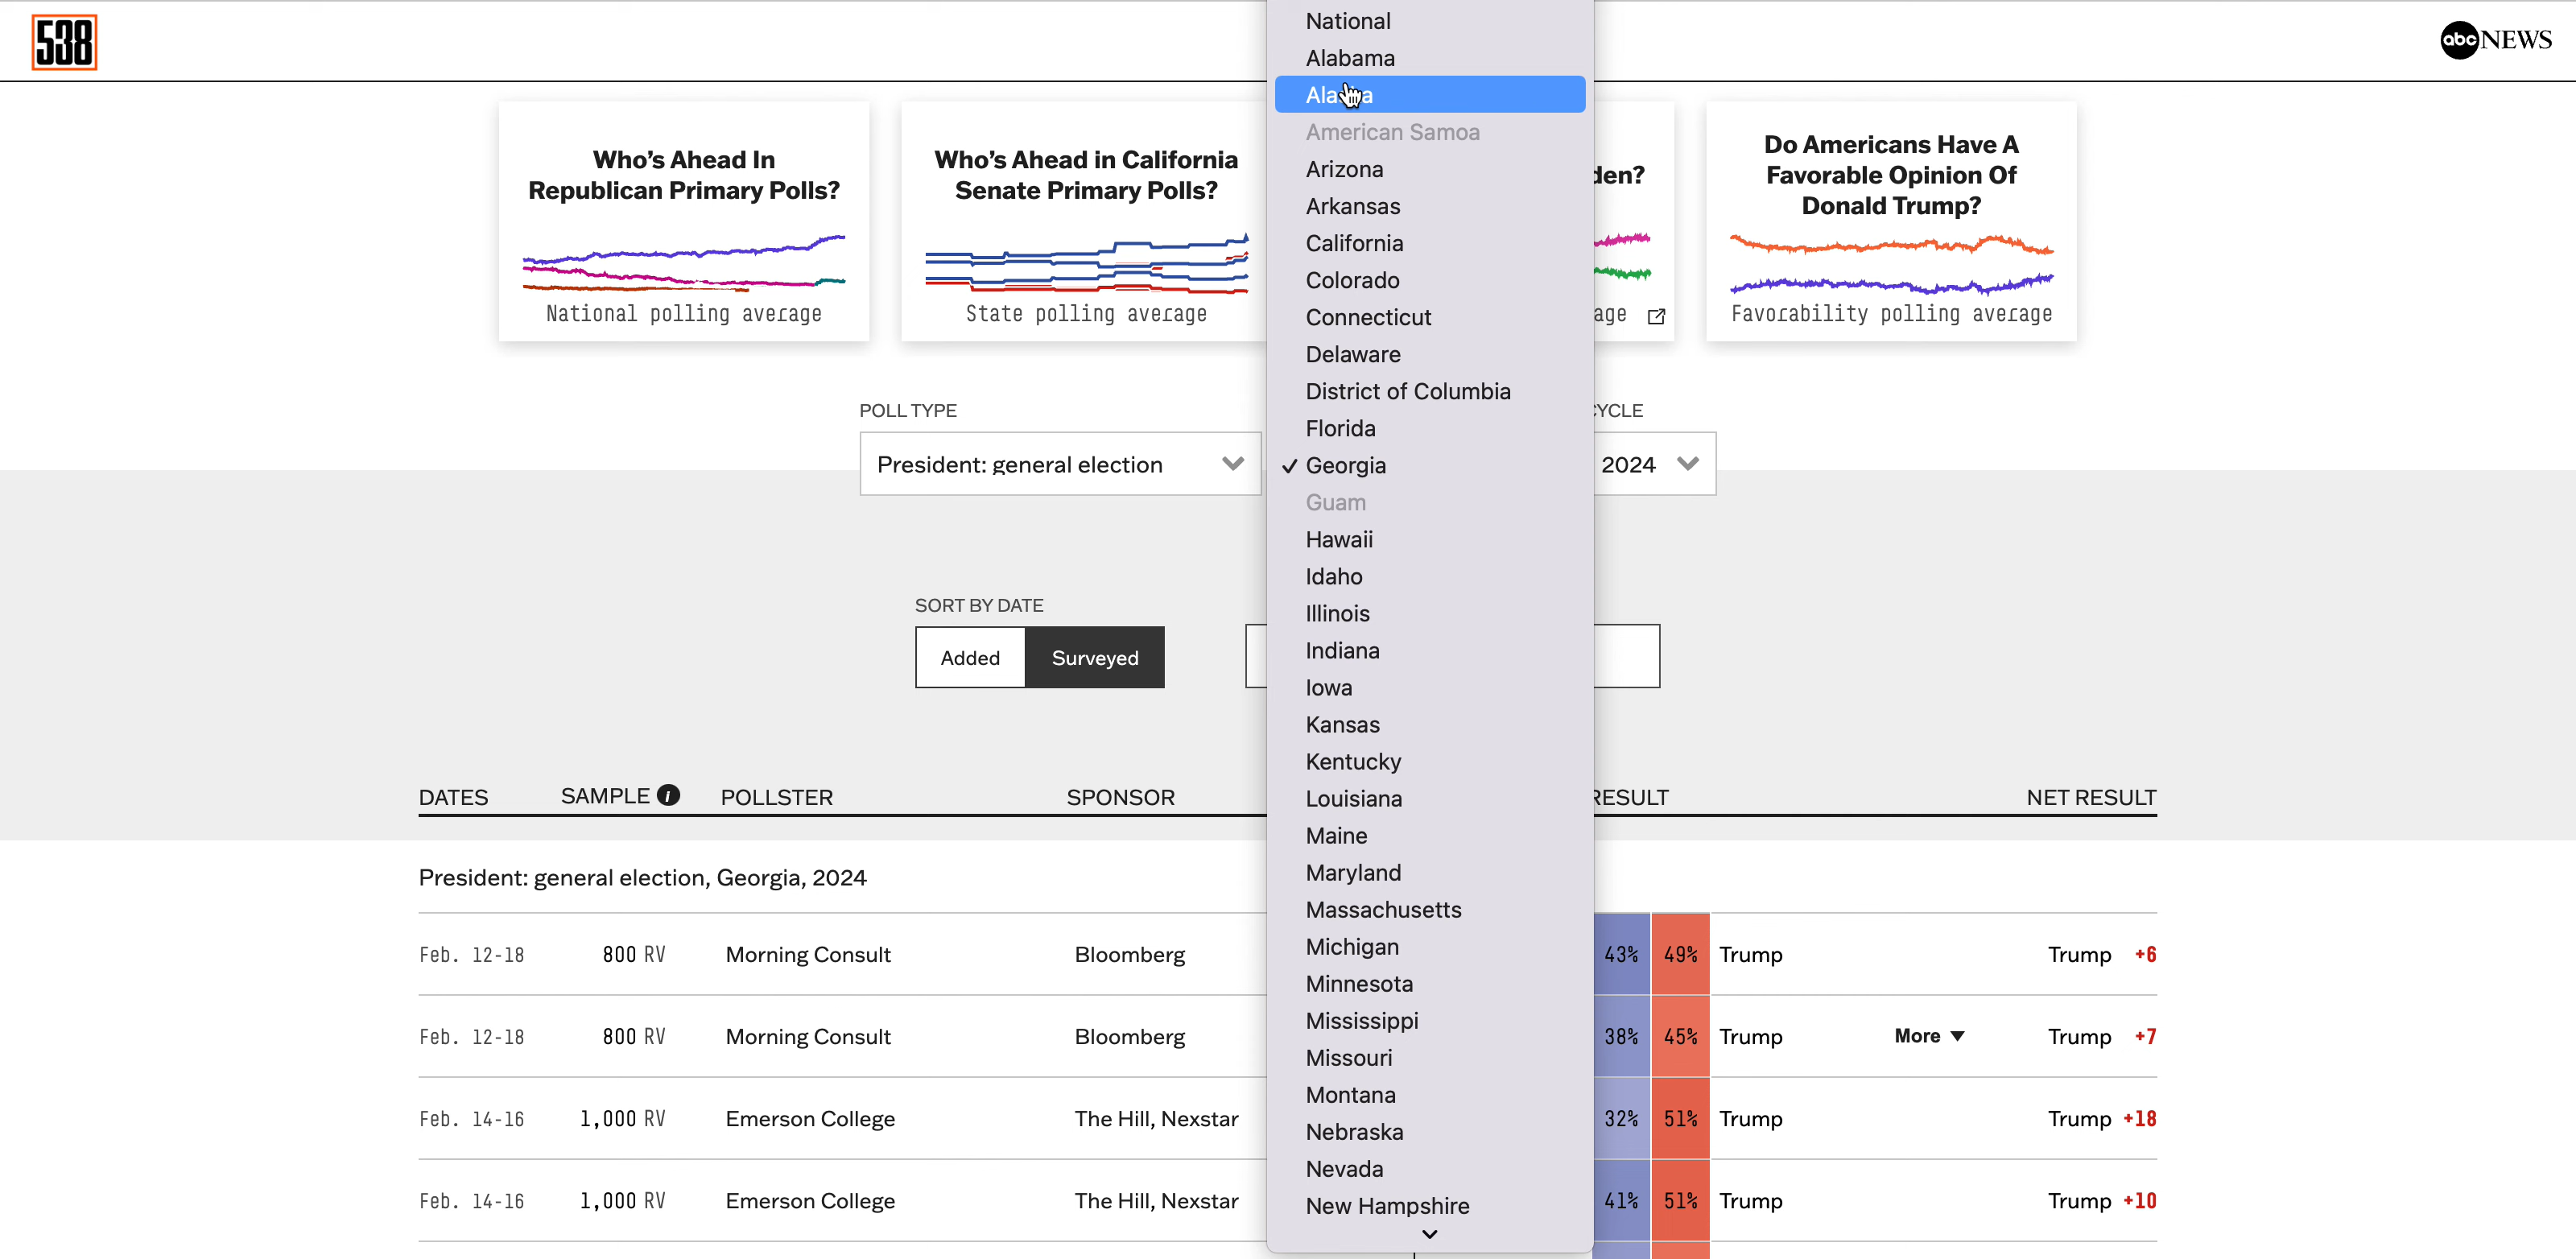 538
abc NEWS
Who's Ahead In
Republican Primary Polls?
National polling average
Who's Ahead in California
Senate Primary Polls?
State polling average
age
Do Americans Have A
Favorable Opinion Of
Donald Trump?
Favorability polling average
POLL TYPE
President: general election
National
Alabama
American Samoa
Arizona
Arkansas
California
Colorado
Connecticut
Delaware
District of Columbia
Florida
✓ Georgia
Guam
Hawaii
Idaho
Illinois
Indiana
Iowa
Kansas
Kentucky
Louisiana
Maine
Maryland
Massachusetts
Michigan
Minnesota
Mississippi
Missouri
Montana
Nebraska
Nevada
New Hampshire
YCLE
2024
SORT BY DATE
Added Surveyed
DATES SAMPLE i POLLSTER SPONSOR RESULT NET RESULT
President: general election, Georgia, 2024
Feb. 12-18 800 RV Morning Consult Bloomberg 43% 49% Trump Trump +6
Feb. 12-18 800 RV Morning Consult Bloomberg 38% 45% Trump More ▼ Trump +7
Feb. 14-16 1,000 RV Emerson College The Hill, Nexstar 32% 51% Trump Trump +18
Feb. 14-16 1,000 RV Emerson College The Hill, Nexstar 41% 51% Trump Trump +10